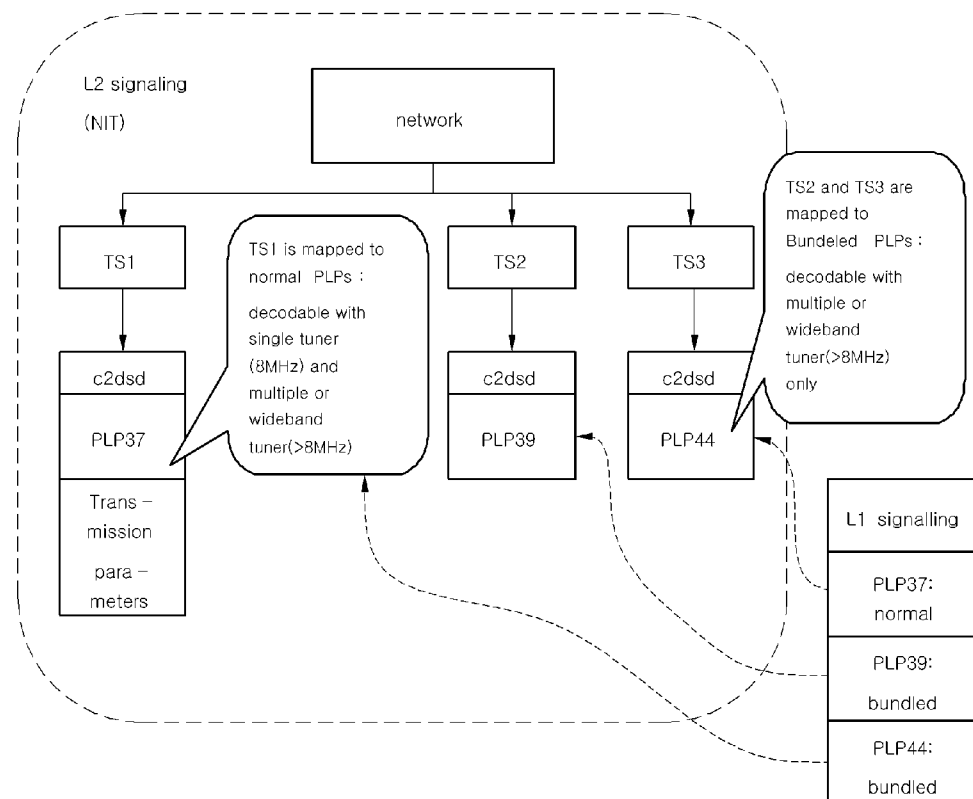 L2 signaling
(NIT)
network
TS1
TS2
TS3
TS1 is mapped to
normal PLPs :
decodable with
single tuner
(8MHz) and
multiple or
wideband
tuner(>8MHz)
TS2 and TS3 are
mapped to
Bundeled PLPs :
decodable with
multiple or
wideband
tuner(>8MHz)
only
c2dsd
PLP37
Trans -
mission
para -
meters
c2dsd
PLP39
c2dsd
PLP44
L1 signalling
PLP37:
normal
PLP39:
bundled
PLP44:
bundled